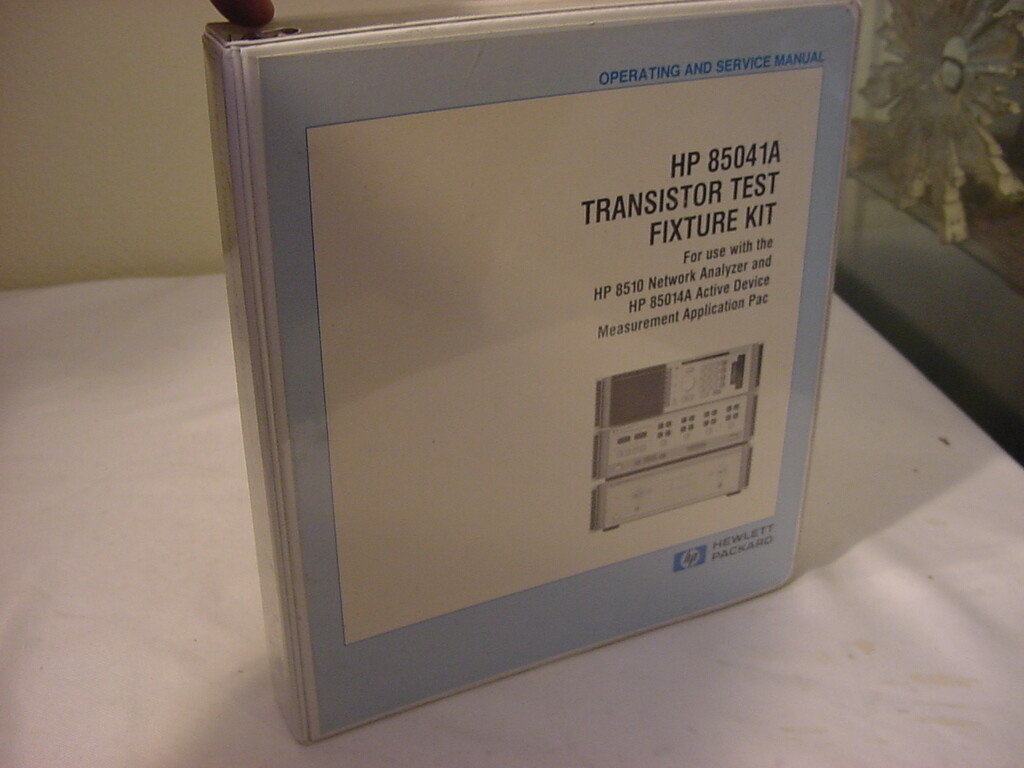 OPERATING AND SERVICE MANUAL
HP 85041A
TRANSISTOR TEST
FIXTURE KIT
For use with the
HP 8510 Network Analyzer and
HP 85014A Active Device
Measurement Application Pac
hp HEWLETT
PACKARD